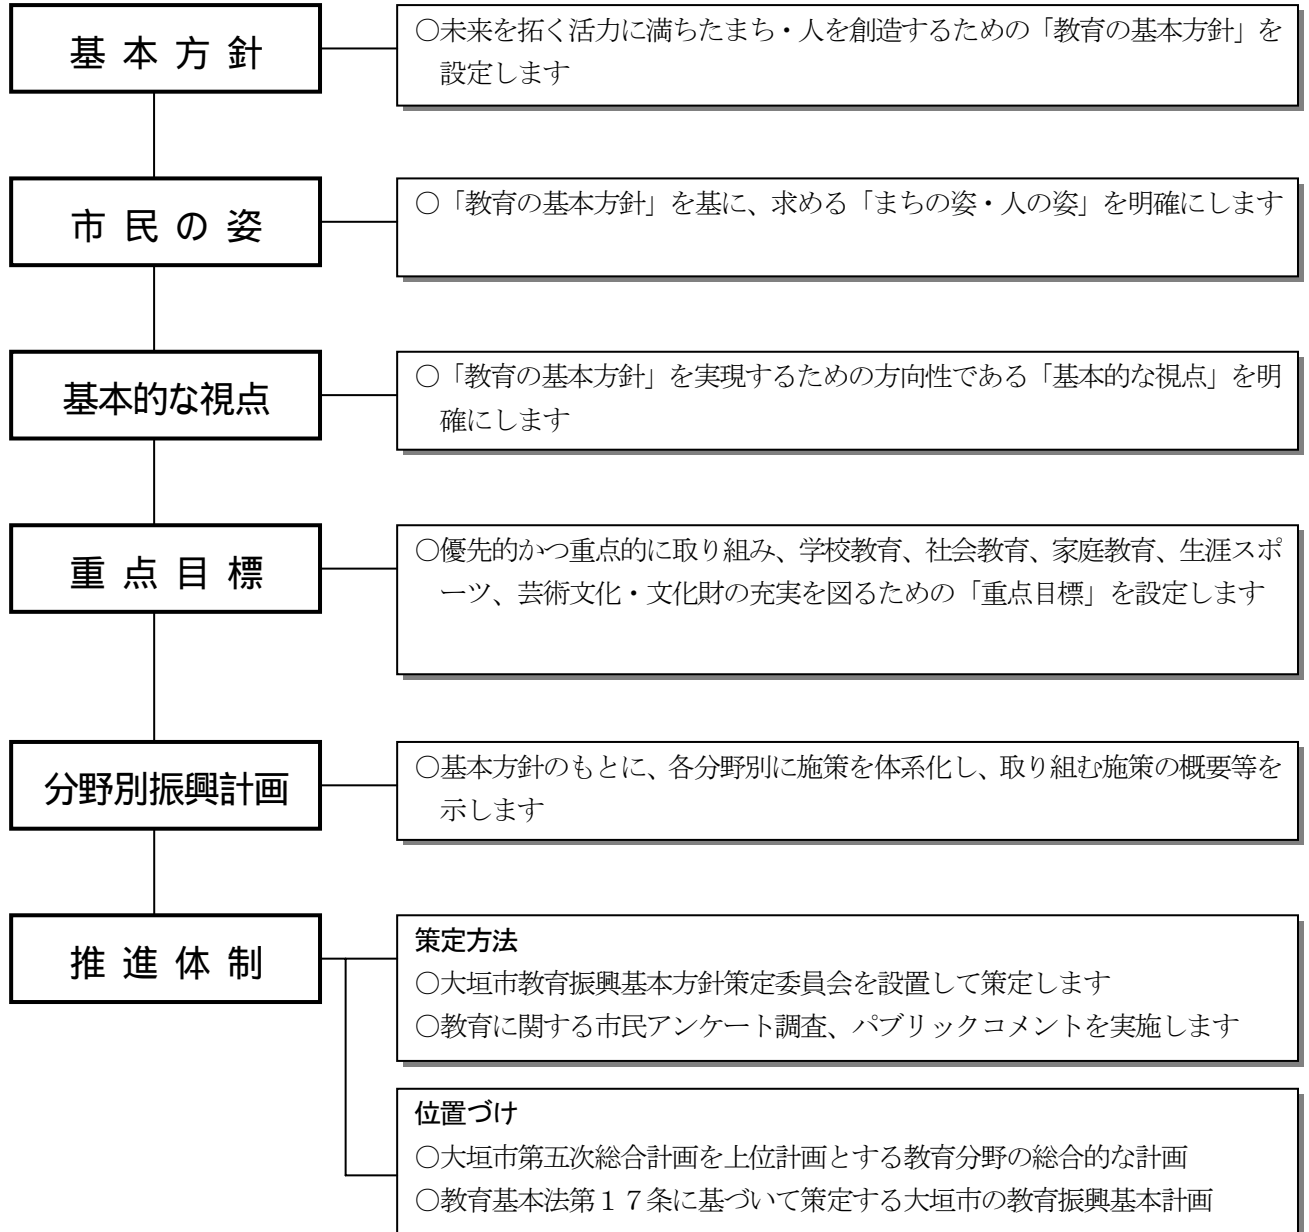 基本方針
○未来を拓く活力に満ちたまち・人を創造するための「教育の基本方針」を
設定します
市民の姿
○「教育の基本方針」を基に、求める「まちの姿・人の姿」を明確にします
基本的な視点
○「教育の基本方針」を実現するための方向性である「基本的な視点」を明
確にします
重点目標
○優先的かつ重点的に取り組み、学校教育、社会教育、家庭教育、生涯スポ
ーツ、芸術文化・文化財の充実を図るための「重点目標」を設定します
分野別振興計画
○基本方針のもとに、各分野別に施策を体系化し、取り組む施策の概要等を
示します
推進体制
策定方法
○大垣市教育振興基本方針策定委員会を設置して策定します
○教育に関する市民アンケート調査、パブリックコメントを実施します
位置づけ
○大垣市第五次総合計画を上位計画とする教育分野の総合的な計画
○教育基本法第１７条に基づいて策定する大垣市の教育振興基本計画